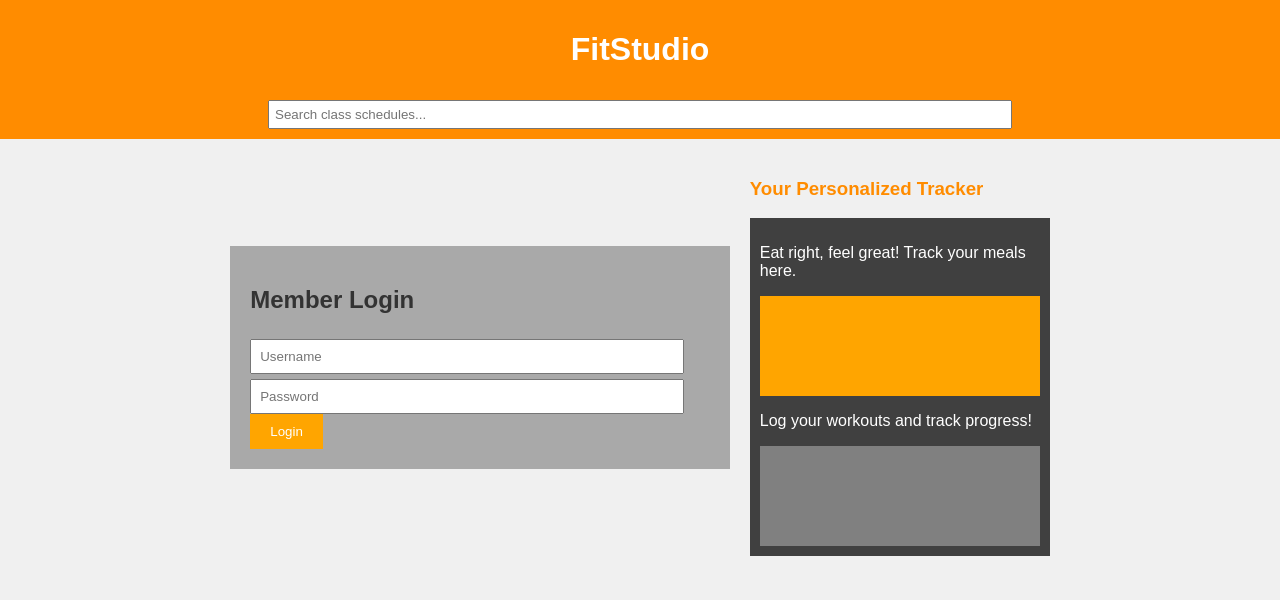 FitStudio
Search class schedules...
Member Login
Username
Password
Login
Your Personalized Tracker
Eat right, feel great! Track your meals
here.
Log your workouts and track progress!